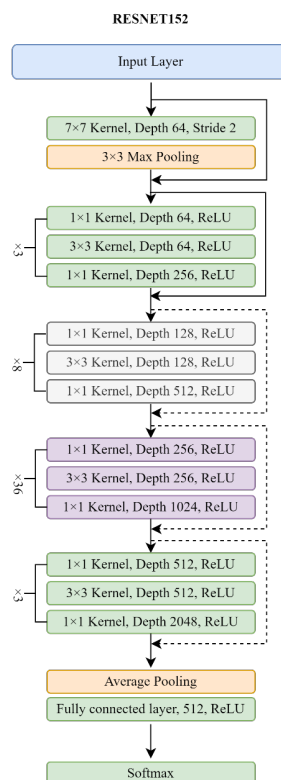 RESNET152
Input Layer
7×7 Kernel, Depth 64, Stride 2
3×3 Max Pooling
×3
1×1 Kernel, Depth 64, ReLU
3×3 Kernel, Depth 64, ReLU
1×1 Kernel, Depth 256, ReLU
×8
1×1 Kernel, Depth 128, ReLU
3×3 Kernel, Depth 128, ReLU
1×1 Kernel, Depth 512, ReLU
×36
1×1 Kernel, Depth 256, ReLU
3×3 Kernel, Depth 256, ReLU
1×1 Kernel, Depth 1024, ReLU
×3
1×1 Kernel, Depth 512, ReLU
3×3 Kernel, Depth 512, ReLU
1×1 Kernel, Depth 2048, ReLU
Average Pooling
Fully connected layer, 512, ReLU
Softmax